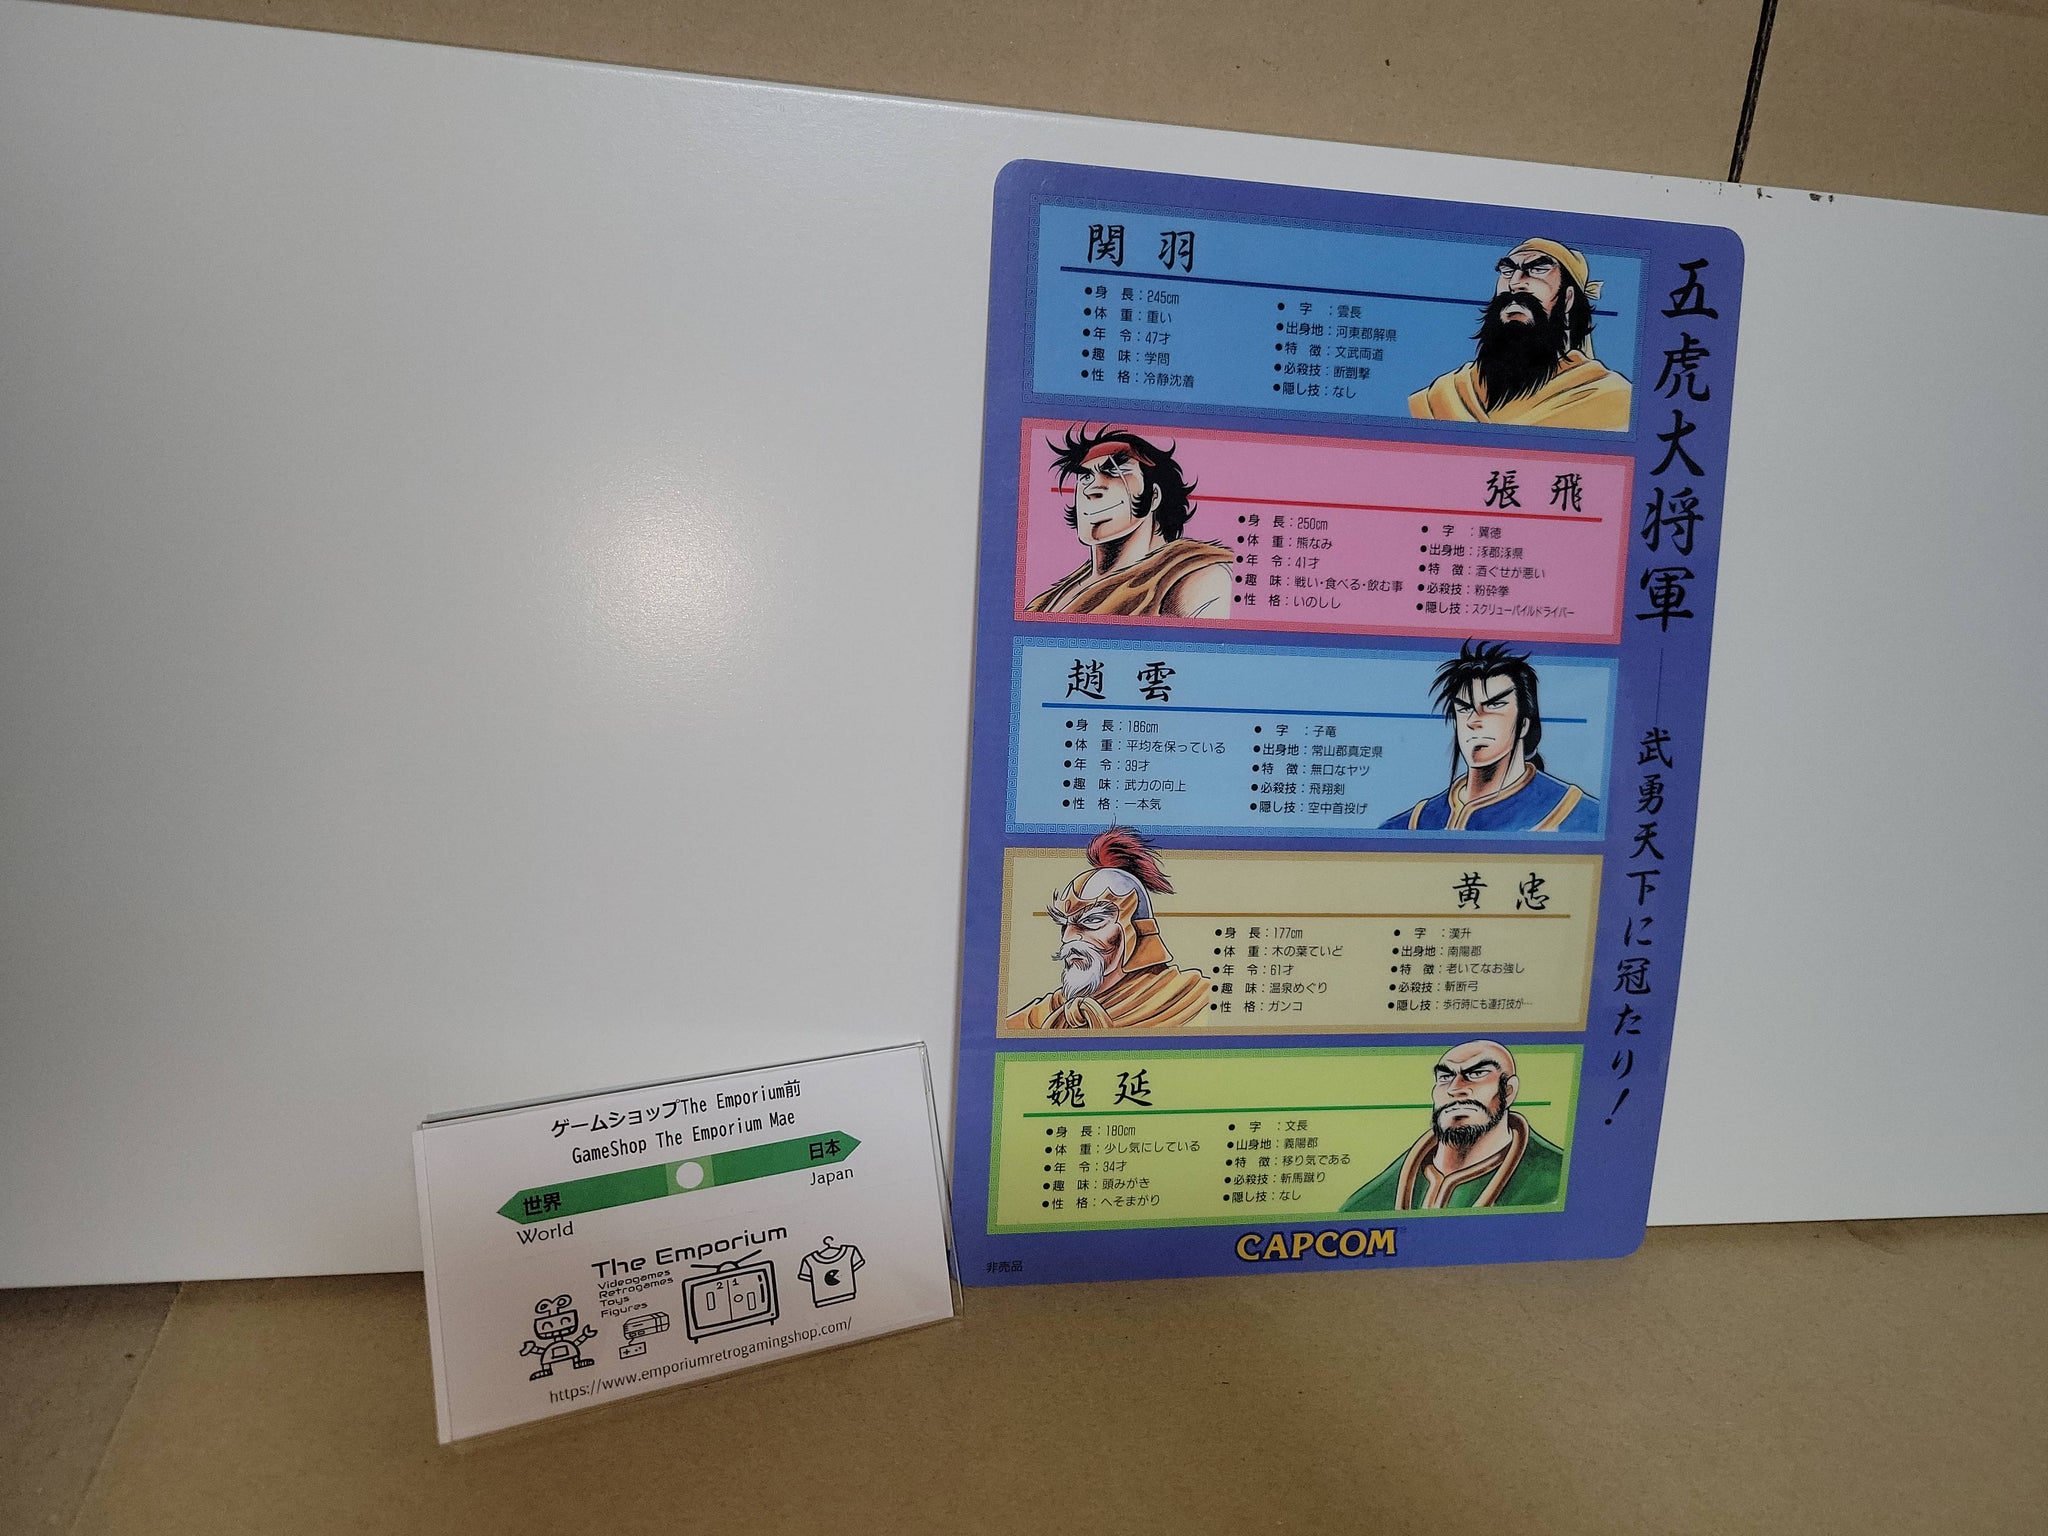 五虎大将軍——武勇天下に冠たり!
関羽
●身長:245cm
●体重:重い
●年令:47才
●趣味:学問
●性格:冷静沈着
●字:雲長
●出身地:河東郡解県
●特徴:文武両道
●必殺技:断割撃
●隠し技:なし
張飛
●身長:250cm
●体重:熊なみ
●年令:41才
●趣味:戦い・食べる・飲む事
●性格:いのしし
●字:翼徳
●出身地:涿郡涿県
●特徴:酒ぐせが悪い
●必殺技:粉砕拳
●隠し技:スクリューパイルドライバー
趙雲
●身長:186cm
●体重:平均を保っている
●年令:39才
●趣味:武力の向上
●性格:一本気
●字:子竜
●出身地:常山郡真定県
●特徴:無口なヤツ
●必殺技:飛翔剣
●隠し技:空中首投げ
黄忠
●身長:177cm
●体重:木の葉ていど
●年令:61才
●趣味:温泉めぐり
●性格:ガンコ
●字:漢升
●出身地:南陽郡
●特徴:老いてなお強し
●必殺技:斬断弓
●隠し技:歩行時にも連打技が…
魏延
●身長:180cm
●体重:少し気にしている
●年令:34才
●趣味:頭みがき
●性格:へそまがり
●字:文長
●出身地:義陽郡
●特徴:移り気である
●必殺技:斬馬蹴り
●隠し技:なし
CAPCOM
非売品
ゲームショップThe Emporium前
GameShop The Emporium Mae
日本
Japan
世界
World
The Emporium
Videogames
Retrogames
Toys
Figures
2 1
https://www.emporiumretrogamingshop.com/